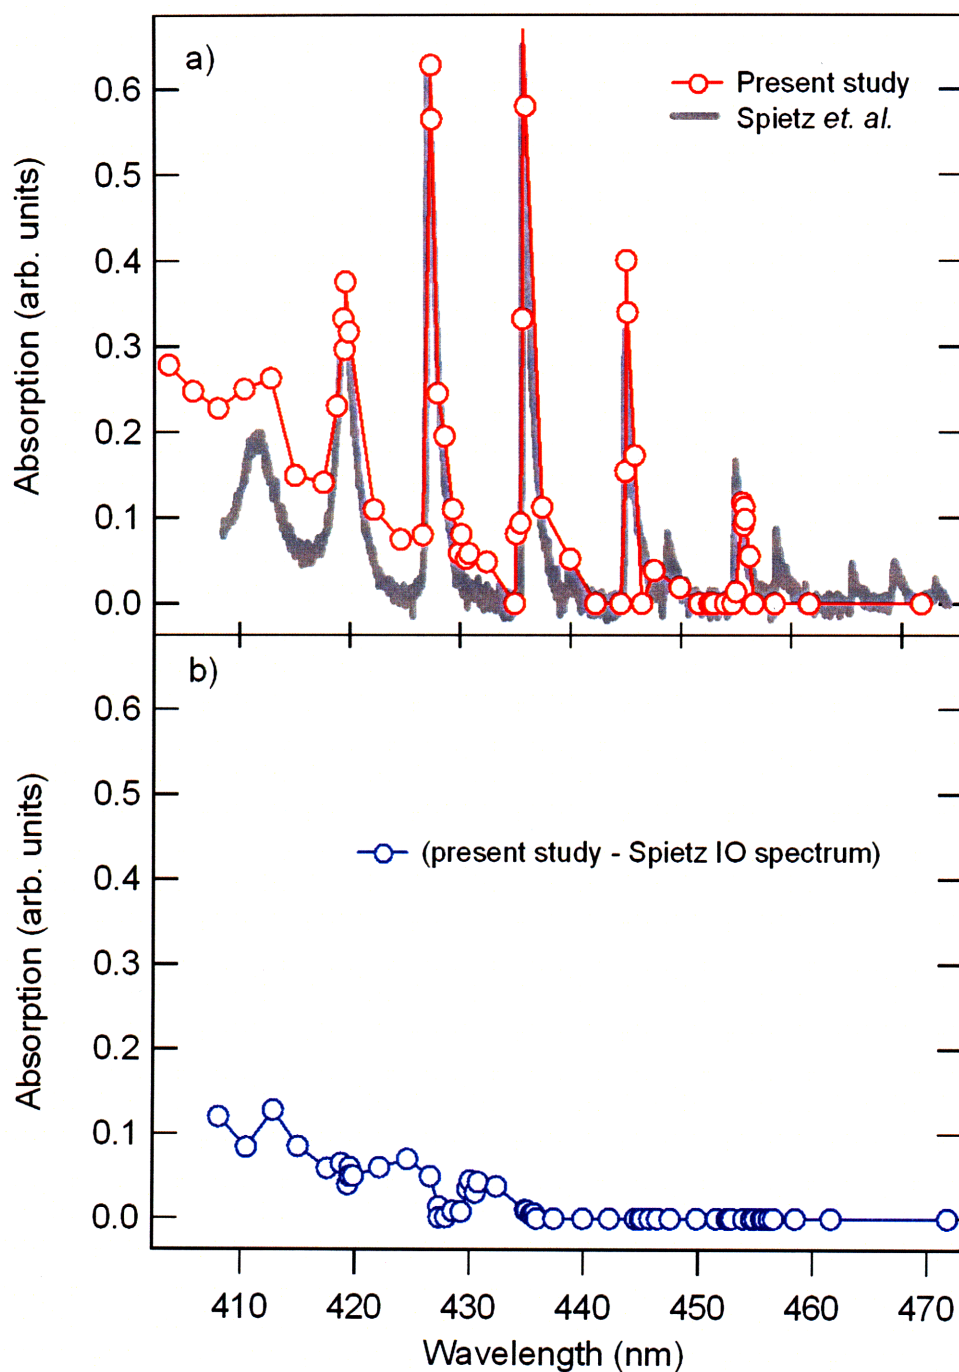 a)
Present study
Spietz et. al.
0.6
0.5
0.4
0.3
0.2
0.1
0.0
Absorption (arb. units)
b)
0.6
0.5
0.4
0.3
0.2
0.1
0.0
Absorption (arb. units)
(present study - Spietz IO spectrum)
410 420 430 440 450 460 470
Wavelength (nm)